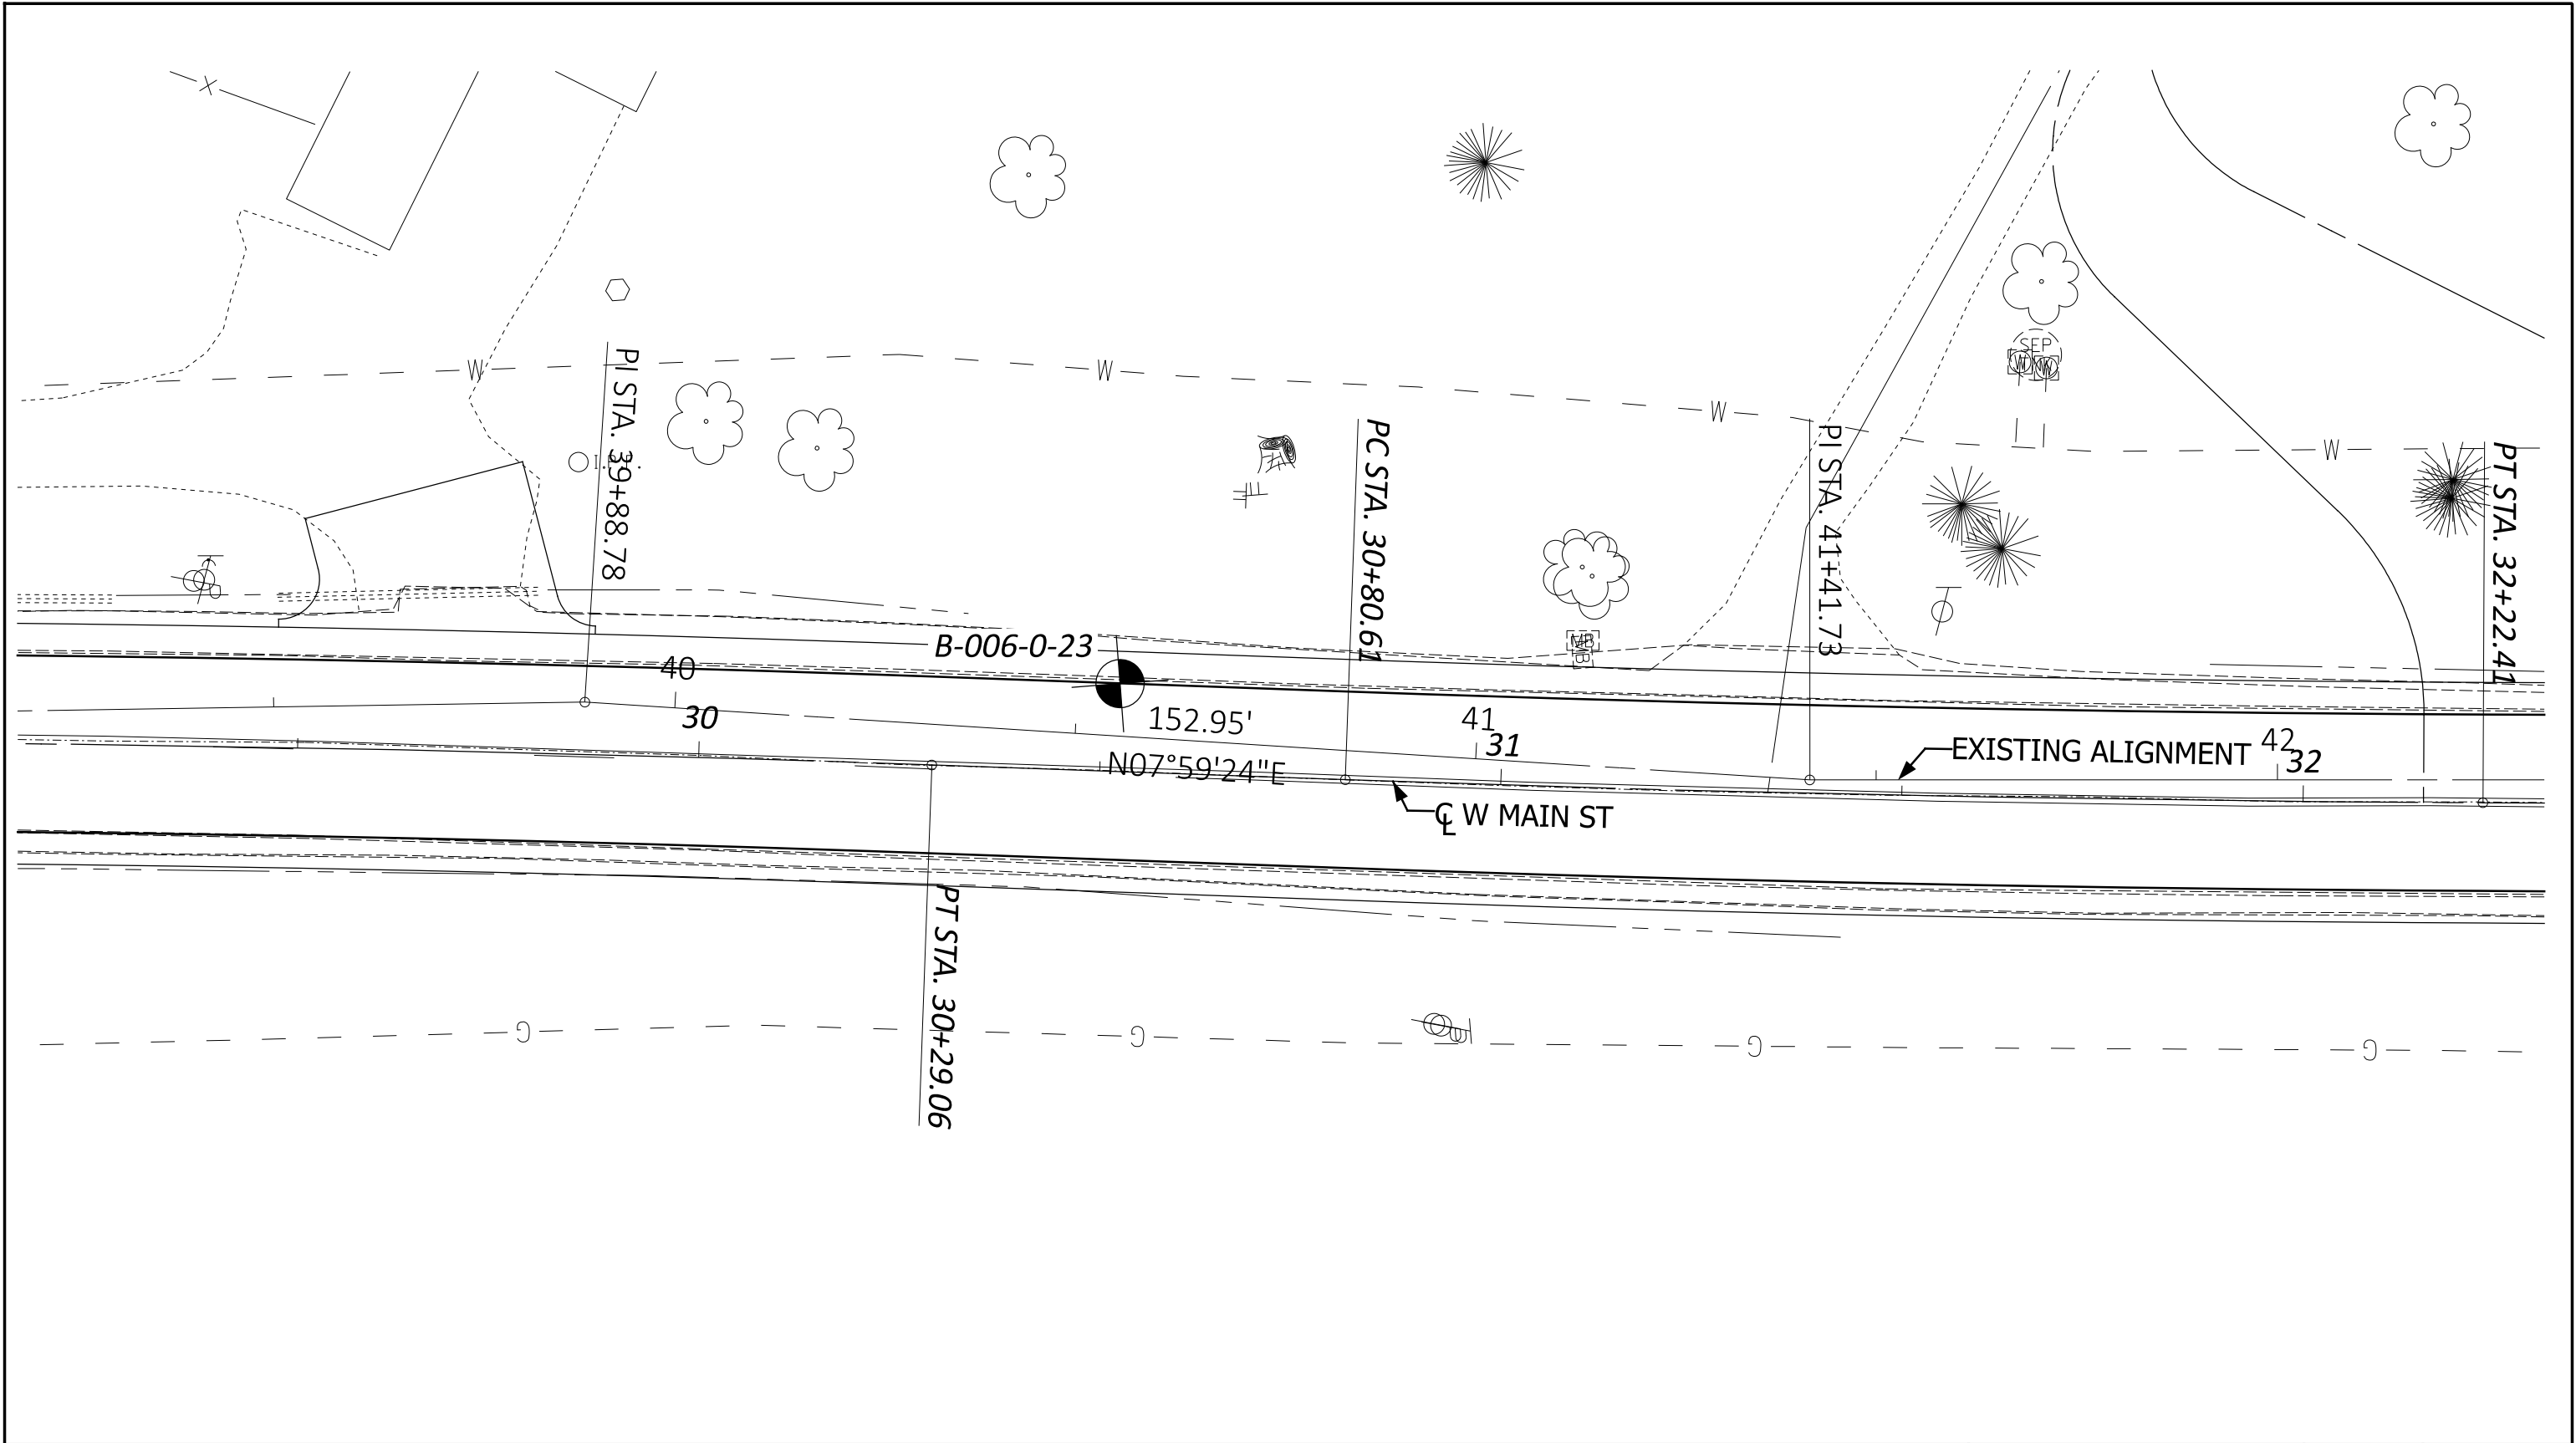 X
SEP
W
W
W
W
W
W
PI STA. 39+88.78
PC STA. 30+80.61
PI STA. 41+41.73
W
PT STA. 32+22.41
B-006-0-23
MB
MB
40
30
152.95'
N07°59'24"E
41
31
EXISTING ALIGNMENT
42
32
℄ W MAIN ST
PT STA. 30+29.06
G
G
G
G